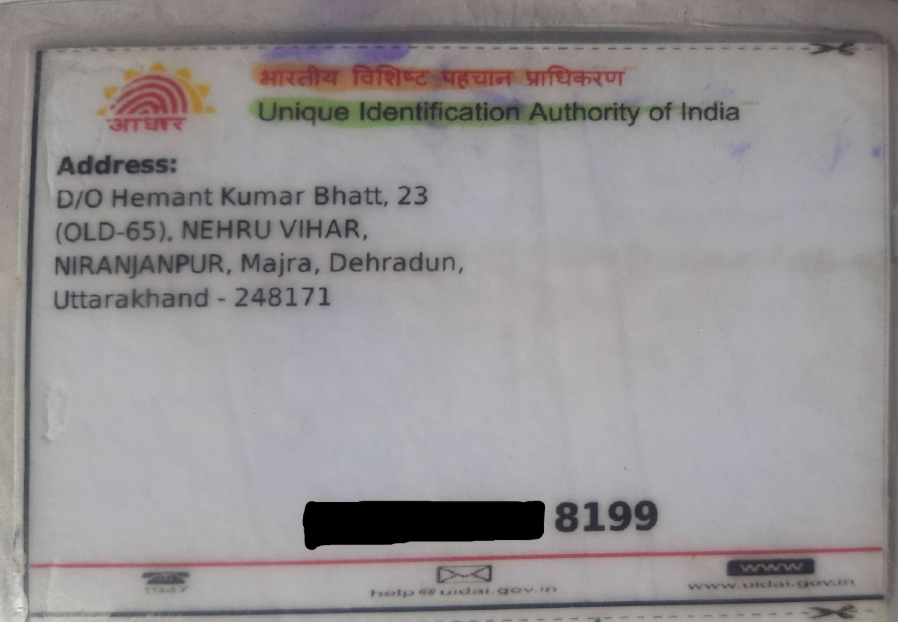 भारतीय विशिष्ट पहचान प्राधिकरण
Unique Identification Authority of India
आधार
Address:
D/O Hemant Kumar Bhatt, 23
(OLD-65), NEHRU VIHAR,
NIRANJANPUR, Majra, Dehradun,
Uttarakhand - 248171
8199
1947
help@uidai.gov.in
www
www.uidai.gov.in